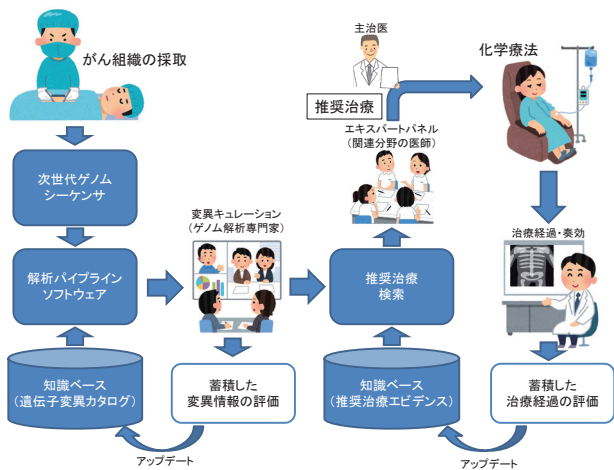 がん組織の採取
次世代ゲノム
シーケンサ
解析パイプライン
ソフトウェア
知識ベース
(遺伝子変異カタログ)
変異キュレーション
(ゲノム解析専門家)
蓄積した
変異情報の評価
アップデート
主治医
推奨治療
エキスパートパネル
(関連分野の医師)
推奨治療
検索
知識ベース
(推奨治療エビデンス)
化学療法
治療経過・奏効
蓄積した
治療経過の評価
アップデート